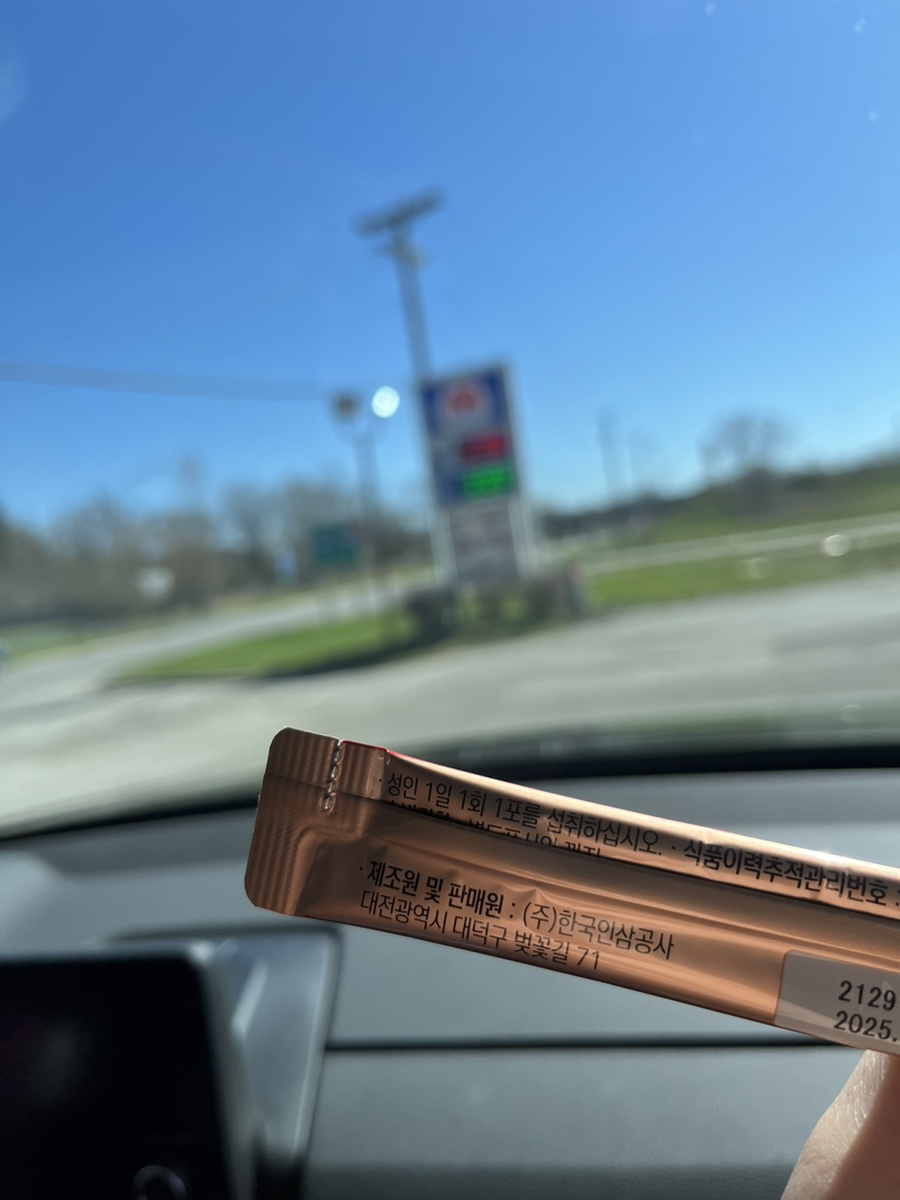 · 성인 1일 1회 1포를 섭취하십시오. · 식품이력추적관리번호 :
· 제조원 및 판매원 : (주)한국인삼공사
대전광역시 대덕구 벚꽃길 71
2129
2025.